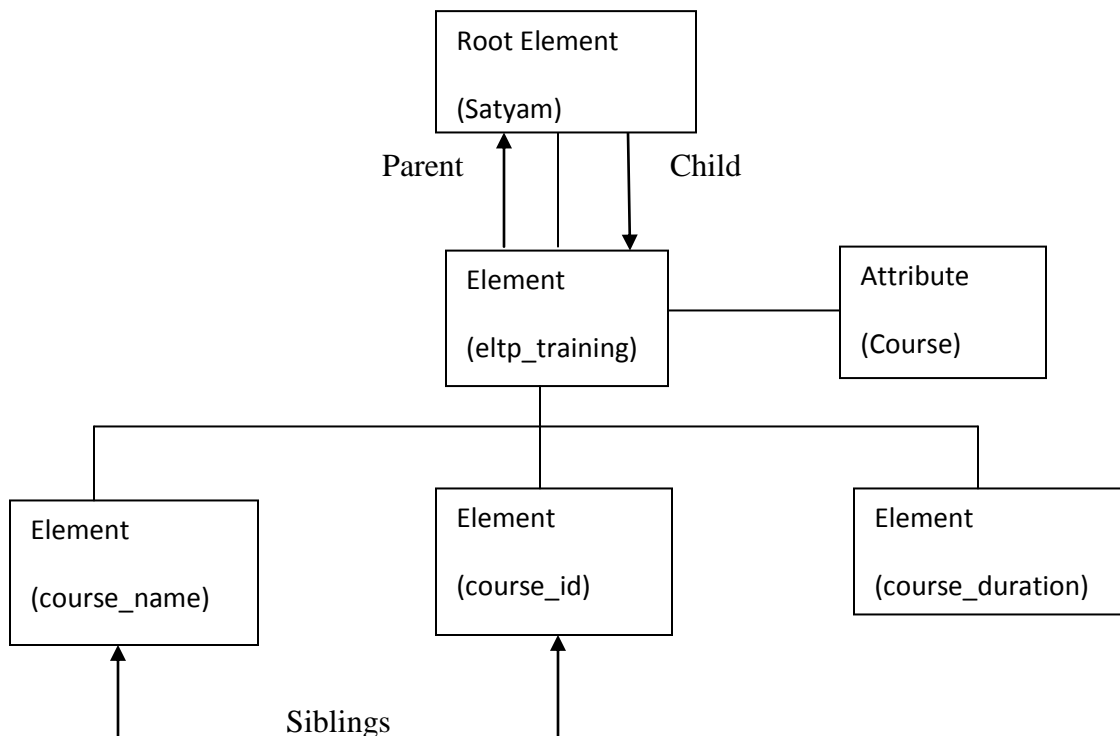 Root Element
(Satyam)
Parent
Child
Element
(eltp_training)
Attribute
(Course)
Element
(course_name)
Element
(course_id)
Element
(course_duration)
Siblings